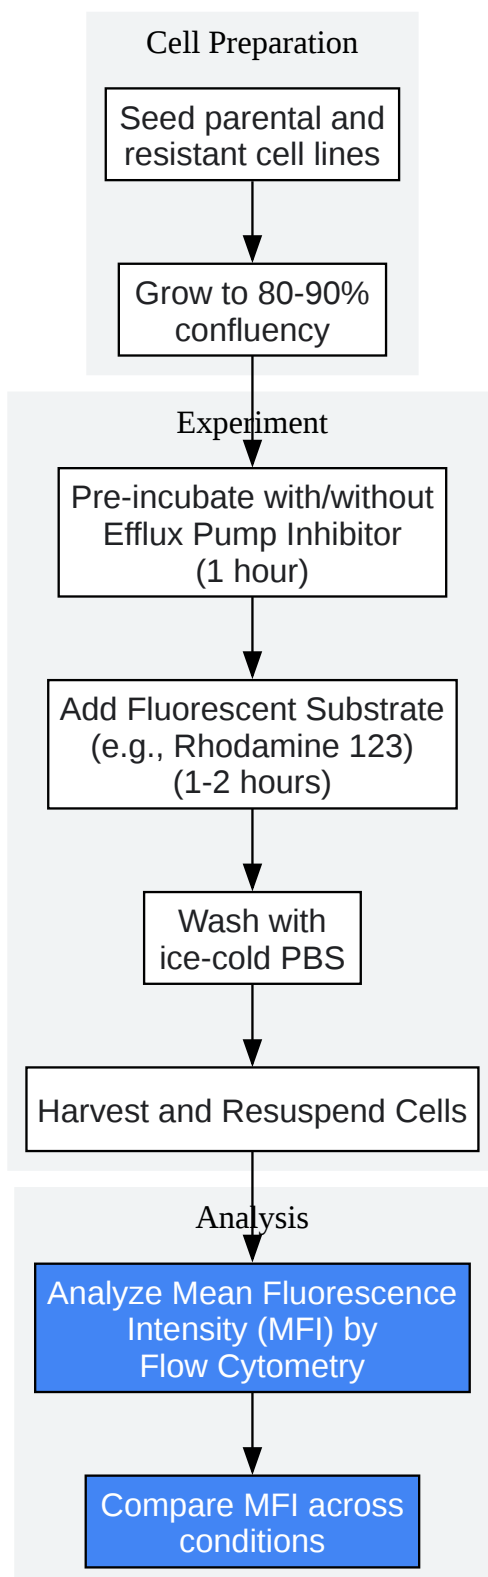 Cell Preparation
Seed parental and
resistant cell lines
Grow to 80-90%
confluency
Experiment
Pre-incubate with/without
Efflux Pump Inhibitor
(1 hour)
Add Fluorescent Substrate
(e.g., Rhodamine 123)
(1-2 hours)
Wash with
ice-cold PBS
Harvest and Resuspend Cells
Analysis
Analyze Mean Fluorescence
Intensity (MFI) by
Flow Cytometry
Compare MFI across
conditions